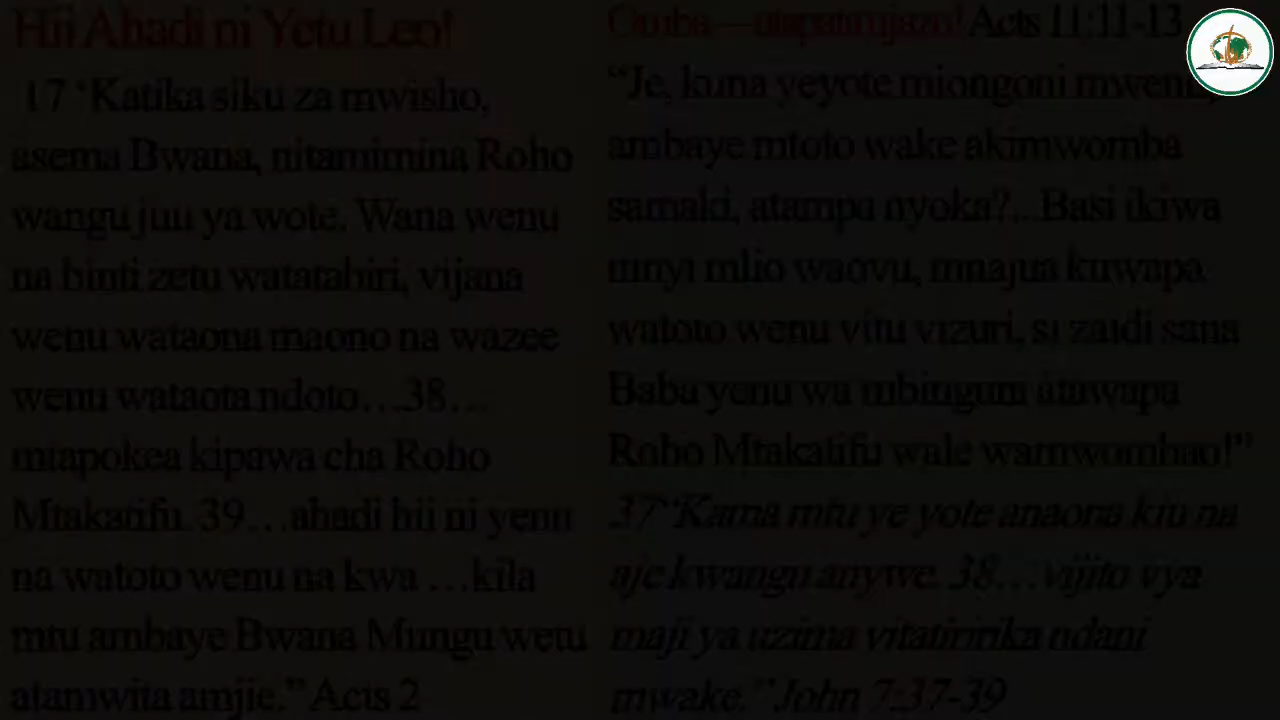 Hii Ahadi ni Yetu Leo!
17 “Katika siku za mwisho,
asema Bwana, nitamimina Roho
wangu juu ya wote. Wana wenu
na binti zetu watatabiri, vijana
wenu wataona maono na wazee
wenu wataota ndoto…38…
mtapokea kipawa cha Roho
Mtakatifu. 39…ahadi hii ni yenu
na watoto wenu na kwa …kila
mtu ambaye Bwana Mungu wetu
atamwita amjie.” Acts 2
Omba—utapataujazo! Acts 11:11-13
“Je, kuna yeyote miongoni mwenu,
ambaye mtoto wake akimwomba
samaki, atampa nyoka?...Basi ikiwa
ninyi mlio waovu, mnajua kuwapa
watoto wenu vitu vizuri, si zaidi sana
Baba yenu wa mbinguni atawapa
Roho Mtakatifu wale wamwombao!”
37“Kama mtu ye yote anaona kiu na
aje kwangu anywe. 38…vijito vya
maji ya uzima vitatiririka ndani
mwake.” John 7:37-39